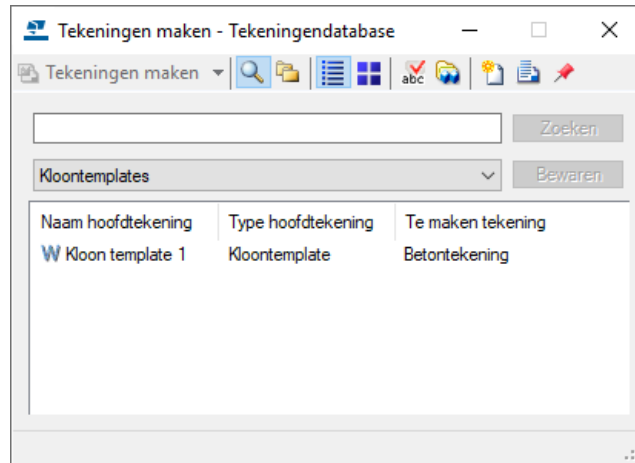 Tekeningen maken - Tekeningendatabase
Tekeningen maken
abc
Zoeken
Kloontemplates
Bewaren
Naam hoofdtekening Type hoofdtekening Te maken tekening
W Kloon template 1 Kloontemplate Betontekening